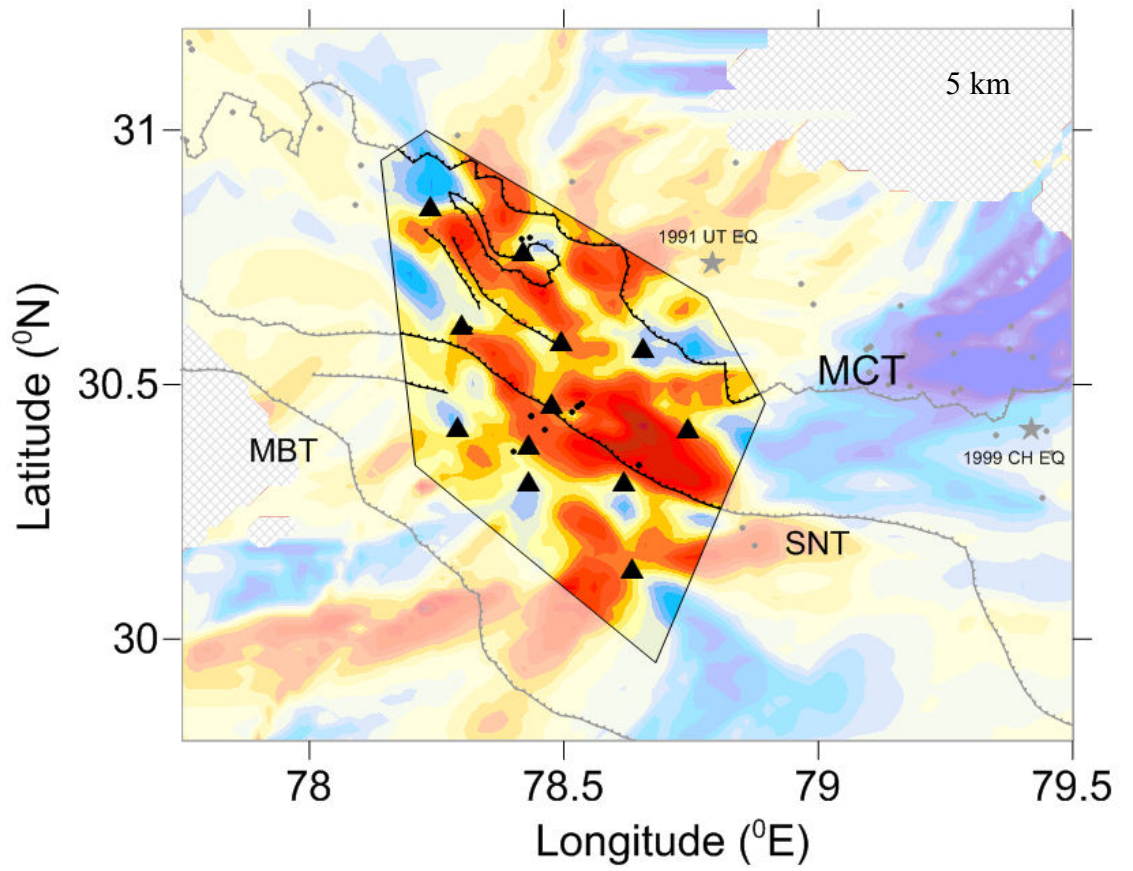 5 km
31
1991 UT EQ
30.5
MCT
MBT
1999 CH EQ
SNT
30
78
78.5
79
79.5
Latitude (⁰N)
Longitude (⁰E)